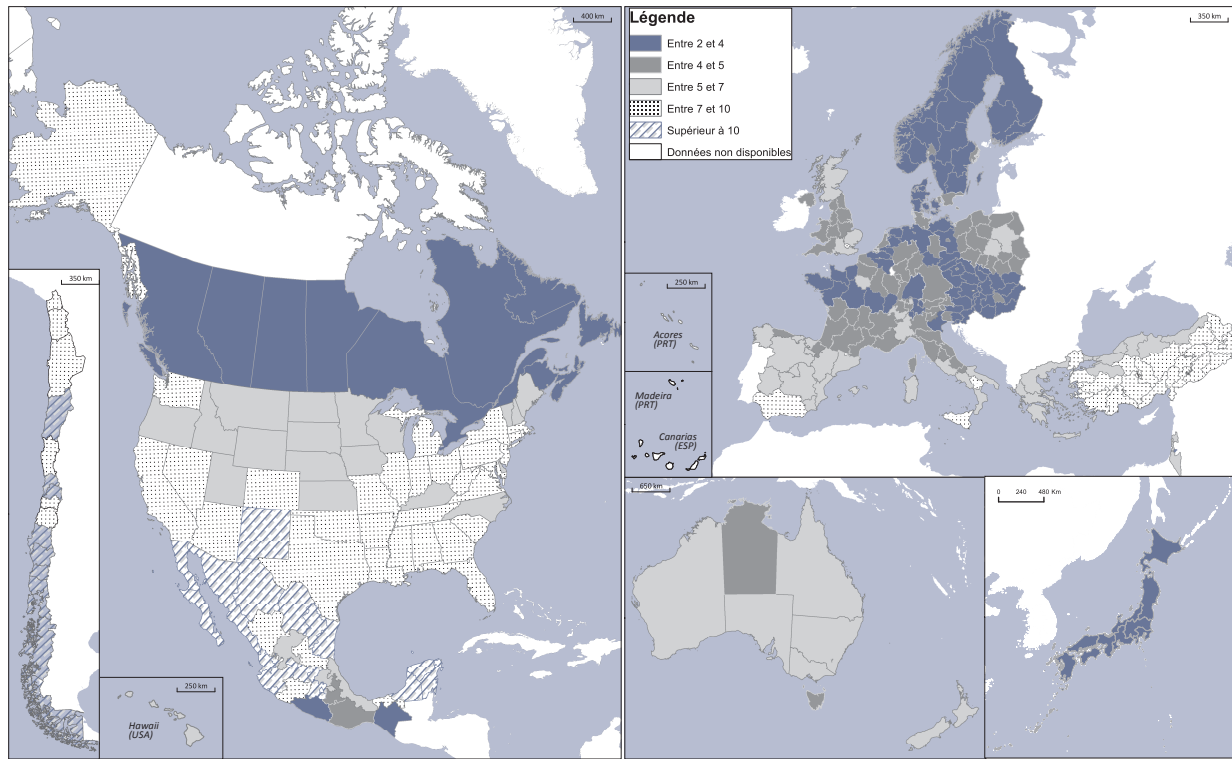 400 km
Légende
Entre 2 et 4
Entre 4 et 5
Entre 5 et 7
Entre 7 et 10
Supérieur à 10
Données non disponibles
350 km
350 km
250 km
Acores
(PRT)
Madeira
(PRT)
Canarias
(ESP)
650 km
0 240 480 Km
250 km
Hawaii
(USA)